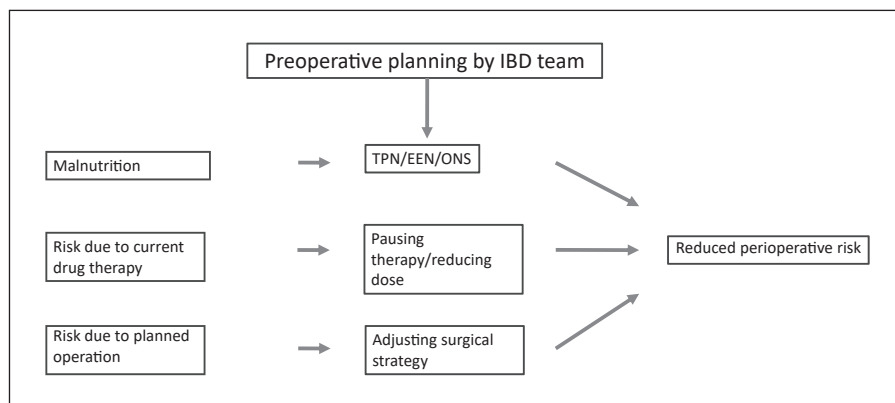 Preoperative planning by IBD team
Malnutrition
TPN/EEN/ONS
Risk due to current
drug therapy
Pausing
therapy/reducing
dose
Reduced perioperative risk
Risk due to planned
operation
Adjusting surgical
strategy